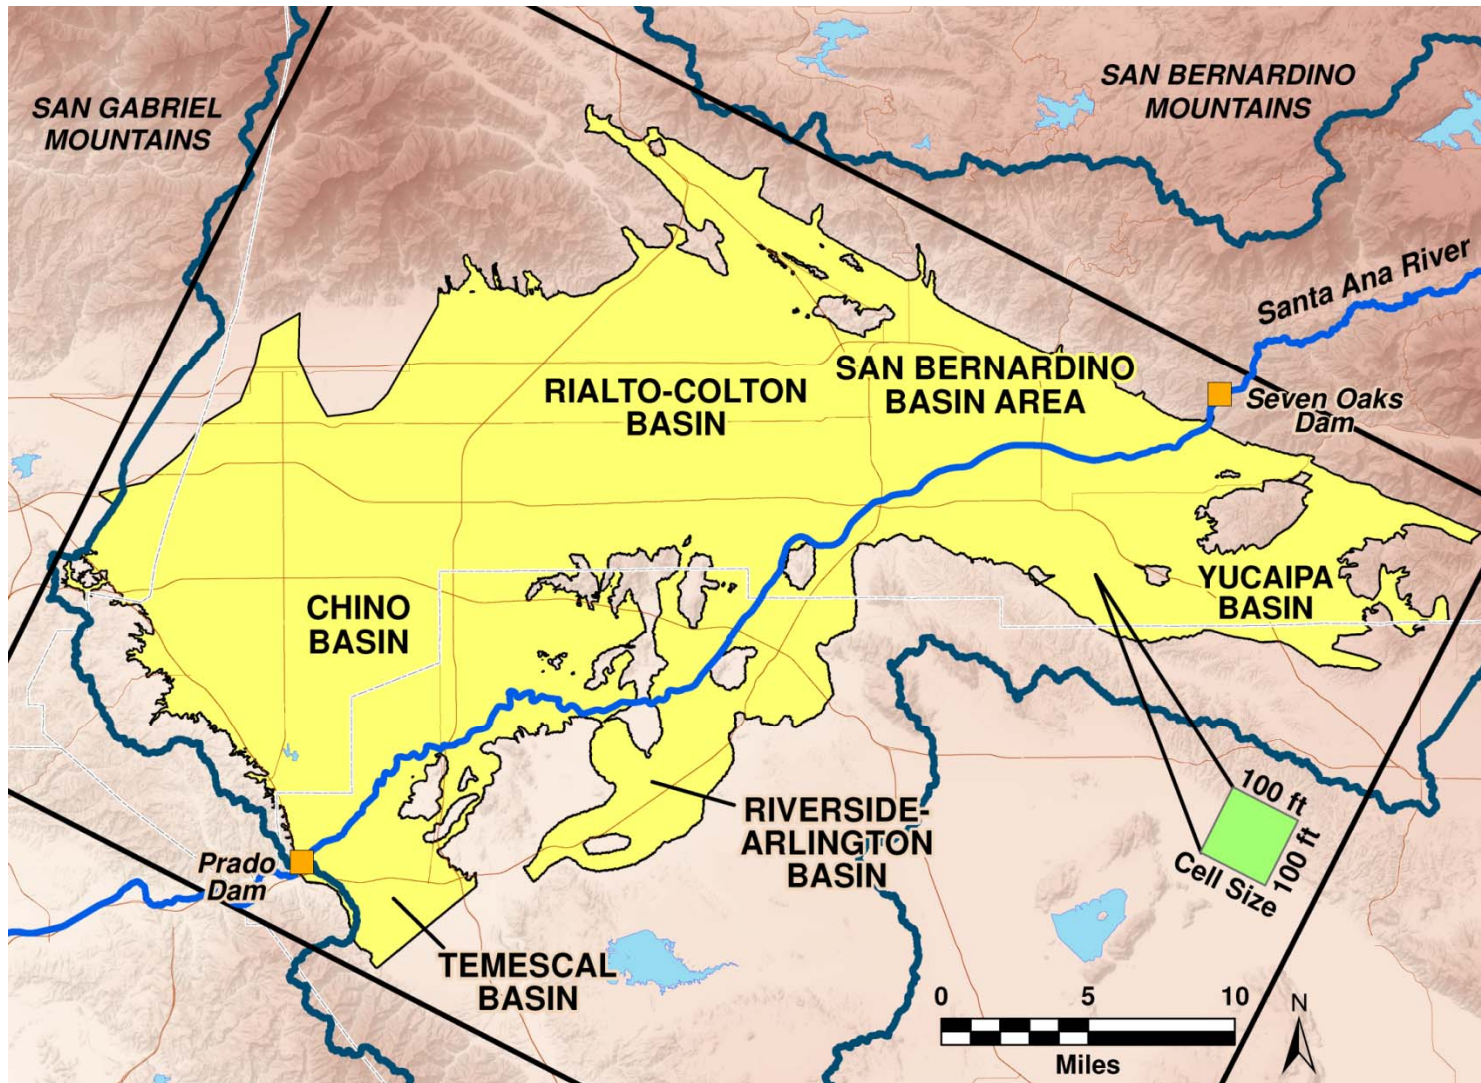 SAN GABRIEL
MOUNTAINS
SAN BERNARDINO
MOUNTAINS
Santa Ana River
SAN BERNARDINO
BASIN AREA
RIALTO-COLTON
BASIN
Seven Oaks
Dam
YUCAIPA
BASIN
CHINO
BASIN
RIVERSIDE-
ARLINGTON
BASIN
100 ft
100 ft
Cell Size
Prado
Dam
TEMESCAL
BASIN
0 5 10
Miles
N